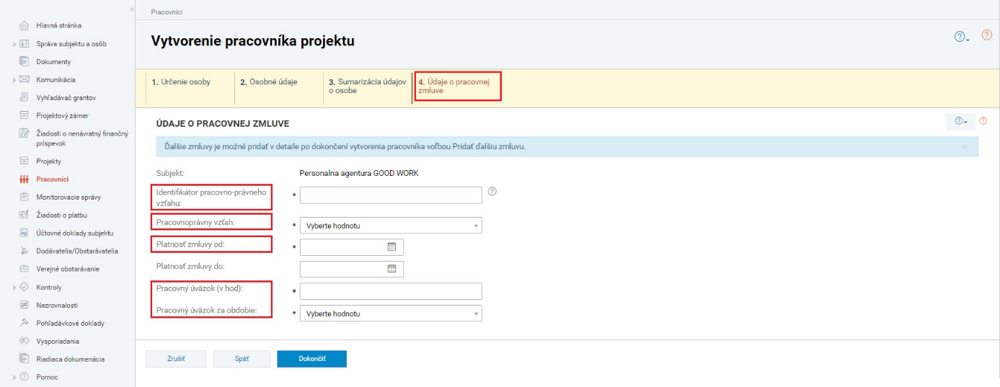 Hlavná stránka
Správa subjektu a osôb
Dokumenty
Komunikácia
Vyhľadávač grantov
Projektový zámer
Žiadosti o nenávratný finančný
príspevok
Projekty
Pracovníci
Monitorovacie správy
Žiadosti o platbu
Účtovné doklady subjektu
Dodávatelia/Obstarávatelia
Verejné obstarávanie
Kontroly
Nezrovnalosti
Pohľadávkové doklady
Vysporiadania
Riadiaca dokumenácia
Pomoc
Pracovníci
Vytvorenie pracovníka projektu
1. Určenie osoby
2. Osobné údaje
3. Sumarizácia údajov
o osobe
4. Údaje o pracovnej
zmluve
ÚDAJE O PRACOVNEJ ZMLUVE
Ďalšie zmluvy je možné pridať v detaile po dokončení vytvorenia pracovníka voľbou Pridať ďalšiu zmluvu.
Subjekt: Personalna agentura GOOD WORK
Identifikátor pracovno-právneho
vzťahu:
Pracovnoprávny vzťah: Vyberte hodnotu
Platnosť zmluvy od:
Platnosť zmluvy do:
Pracovný úväzok (v hod):
Pracovný úväzok za obdobie: Vyberte hodnotu
Zrušiť Späť Dokončiť